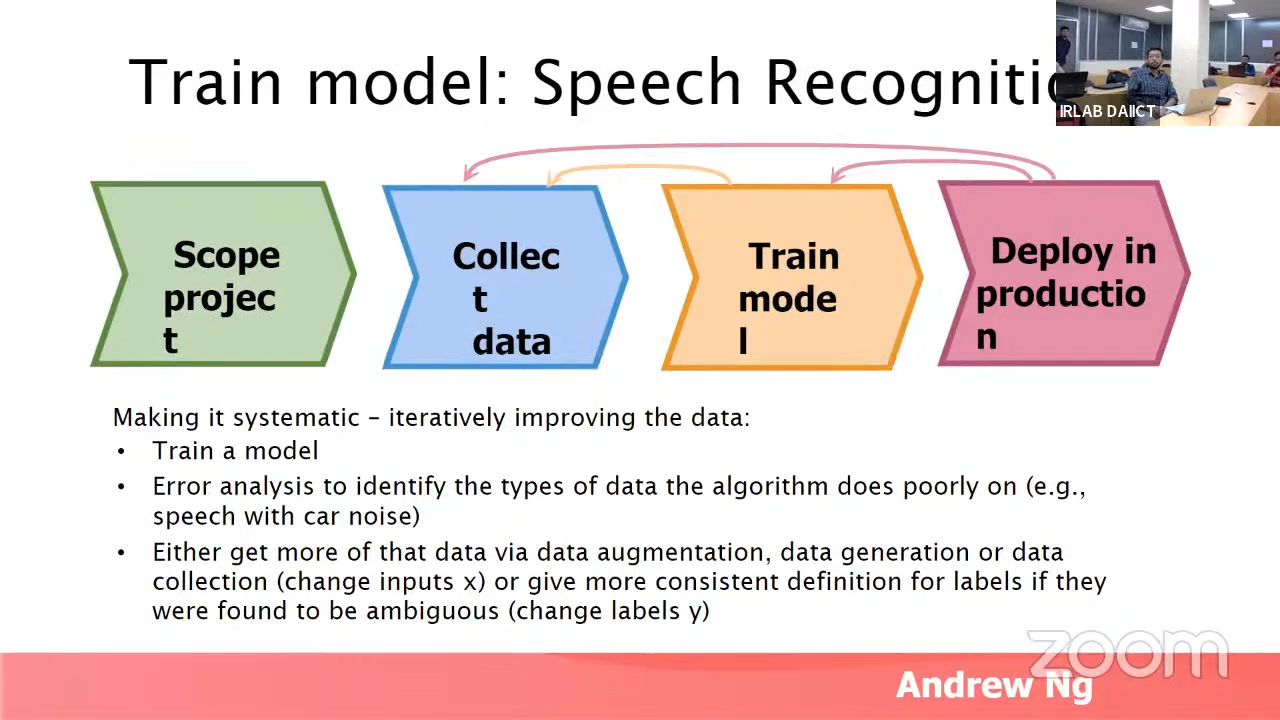 Train model: Speech Recognitio
IRLAB DAIICT
Scope
projec
t
Collec
t
data
Train
mode
l
Deploy in
productio
n
Making it systematic – iteratively improving the data:
• Train a model
• Error analysis to identify the types of data the algorithm does poorly on (e.g.,
speech with car noise)
• Either get more of that data via data augmentation, data generation or data
collection (change inputs x) or give more consistent definition for labels if they
were found to be ambiguous (change labels y)
zoom
Andrew Ng